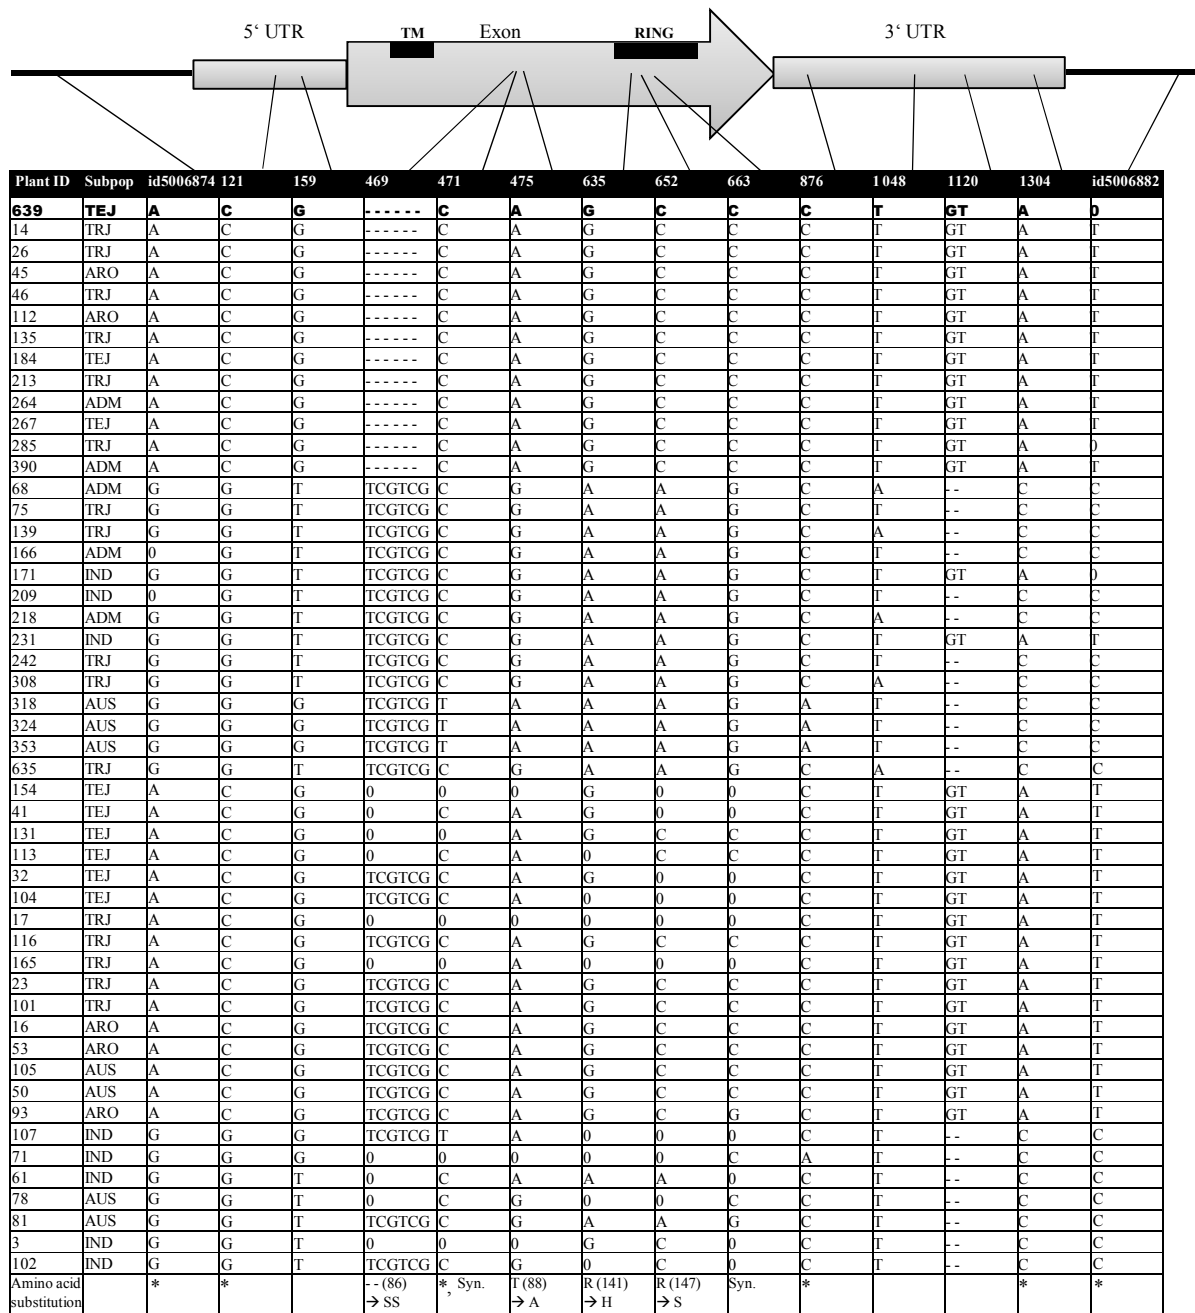 5‘ UTR TM Exon RING 3‘ UTR
Plant ID Subpop id5006874 121 159 469 471 475 635 652 663 876 1048 1120 1304 id5006882
639 TEJ A C G - - - - - - C A G C C C T GT A 0
14 TRJ A C G - - - - - - C A G C C C T GT A T
26 TRJ A C G - - - - - - C A G C C C T GT A T
45 ARO A C G - - - - - - C A G C C C T GT A T
46 TRJ A C G - - - - - - C A G C C C T GT A T
112 ARO A C G - - - - - - C A G C C C T GT A T
135 TRJ A C G - - - - - - C A G C C C T GT A T
184 TEJ A C G - - - - - - C A G C C C T GT A T
213 TRJ A C G - - - - - - C A G C C C T GT A T
264 ADM A C G - - - - - - C A G C C C T GT A T
267 TEJ A C G - - - - - - C A G C C C T GT A T
285 TRJ A C G - - - - - - C A G C C C T GT A 0
390 ADM A C G - - - - - - C A G C C C T GT A T
68 ADM G G T TCGTCG C G A A G C A - - C C
75 TRJ G G T TCGTCG C G A A G C T - - C C
139 TRJ G G T TCGTCG C G A A G C A - - C C
166 ADM 0 G T TCGTCG C G A A G C T - - C C
171 IND G G T TCGTCG C G A A G C T GT A 0
209 IND 0 G T TCGTCG C G A A G C T - - C C
218 ADM G G T TCGTCG C G A A G C A - - C C
231 IND G G T TCGTCG C G A A G C T GT A T
242 TRJ G G T TCGTCG C G A A G C T - - C C
308 TRJ G G T TCGTCG C G A A G C A - - C C
318 AUS G G G TCGTCG T A A A G A T - - C C
324 AUS G G G TCGTCG T A A A G A T - - C C
353 AUS G G G TCGTCG T A A A G A T - - C C
635 TRJ G G T TCGTCG C G A A G C A - - C C
154 TEJ A C G 0 0 0 G 0 0 C T GT A T
41 TEJ A C G 0 C A G 0 0 C T GT A T
131 TEJ A C G 0 0 A G C C C T GT A T
113 TEJ A C G 0 C A 0 C C C T GT A T
32 TEJ A C G TCGTCG C A G 0 0 C T GT A T
104 TEJ A C G TCGTCG C A 0 0 0 C T GT A T
17 TRJ A C G 0 0 0 0 0 0 C T GT A T
116 TRJ A C G TCGTCG C A G C C C T GT A T
165 TRJ A C G 0 0 A 0 0 0 C T GT A T
23 TRJ A C G TCGTCG C A G C C C T GT A T
101 TRJ A C G TCGTCG C A G C C C T GT A T
16 ARO A C G TCGTCG C A G C C C T GT A T
53 ARO A C G TCGTCG C A G C C C T GT A T
105 AUS A C G TCGTCG C A G C C C T GT A T
50 AUS A C G TCGTCG C A G C C C T GT A T
93 ARO A C G TCGTCG C A G C G C T GT A T
107 IND G G G TCGTCG T A 0 0 0 C T - - C C
71 IND G G G 0 0 0 0 0 C A T - - C C
61 IND G G T 0 C A A A 0 C T - - C C
78 AUS G G T 0 C G 0 0 C C T - - C C
81 AUS G G T TCGTCG C G A A G C T - - C C
3 IND G G T 0 0 0 G C 0 C T - - C C
102 IND G G T TCGTCG C G 0 C 0 C T - - C C
Amino acid * * - - (86) *, Syn. T (88) R (141) R (147) Syn. * * *
substitution → SS → A → H → S